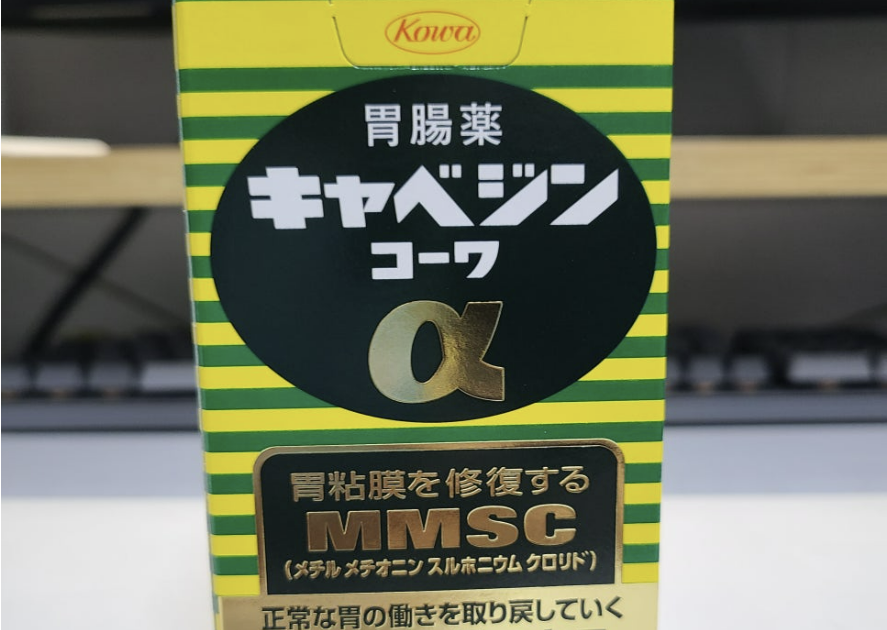 Kowa
胃腸薬
キャベジン
コーワ
α
胃粘膜を修復する
MMSC
(メチルメチオニンスルホニウムクロリド)
正常な胃の働きを取り戻していく